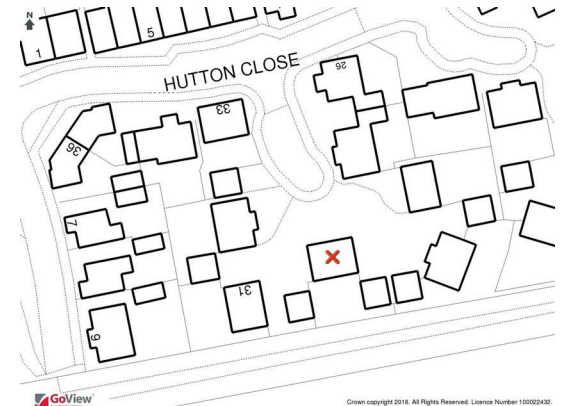 N
1
5
HUTTON CLOSE
26
33
36
7
31
9
GoView
Crown copyright 2018. All Rights Reserved. Licence Number 100022432.